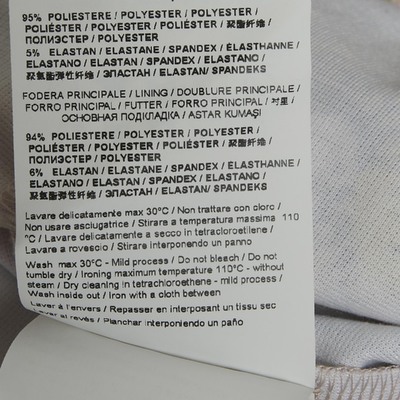 95% POLIESTERE / POLYESTER / POLYESTER /
POLIÉSTER / POLYESTER / POLIÉSTER / 聚酯纤维 /
ПОЛИЭСТЕР / POLYESTER
5% ELASTAN / ELASTANE / SPANDEX / ÉLASTHANNE /
ELASTANO / ELASTAN / SPANDEX / ELASTANO /
聚氨酯弹性纤维 / ЭЛАСТАН / ELASTAN/ SPANDEKS
FODERA PRINCIPALE / LINING / DOUBLURE PRINCIPALE /
FORRO PRINCIPAL / FUTTER / FORRO PRINCIPAL / 衬里 /
ОСНОВНАЯ ПОДКЛАДКА / ASTAR KUMAŞI
94% POLIESTERE / POLYESTER / POLYESTER /
POLIÉSTER / POLYESTER / POLIÉSTER / 聚酯纤维 /
ПОЛИЭСТЕР / POLYESTER
6% ELASTAN / ELASTANE / SPANDEX / ÉLASTHANNE /
ELASTANO / ELASTAN / SPANDEX / ELASTANO /
聚氨酯弹性纤维 / ЭЛАСТАН / ELASTAN/ SPANDEKS
Lavare delicatamente max 30°C / Non trattare con cloro /
Non usare asciugatrice / Stirare a temperatura massima 110
°C / Lavare delicatamente a secco in tetracloroetilene /
Lavare a rovescio / Stirare interponendo un panno
Wash max 30°C - Mild process / Do not bleach / Do not
tumble dry / Ironing maximum temperature 110°C - without
steam / Dry cleaning in tetrachloroethene - mild process /
Wash inside out / Iron with a cloth between
Laver à l'envers / Repasser en interposant un tissu sec
Lavar al revés / Planchar interponiendo un paño